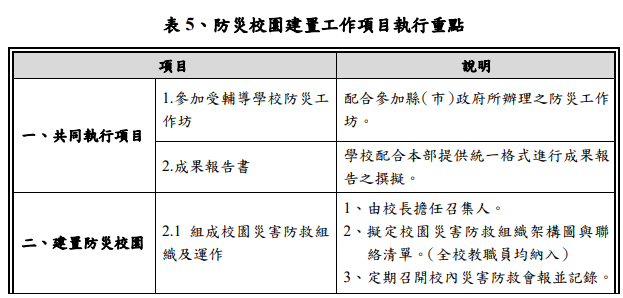 表 5、防災校園建置工作項目執行重點
項目
說明
一、共同執行項目
1.參加受輔導學校防災工
作坊
配合參加縣(市)政府所辦理之防災工作
坊。
2.成果報告書
學校配合本部提供統一格式進行成果報
告之撰擬。
二、建置防災校園
2.1 組成校園災害防救組
織及運作
1、由校長擔任召集人。
2、擬定校園災害防救組織架構圖與聯
絡清單。(全校教職員均納入)
3、定期召開校內災害防救會報並記錄。